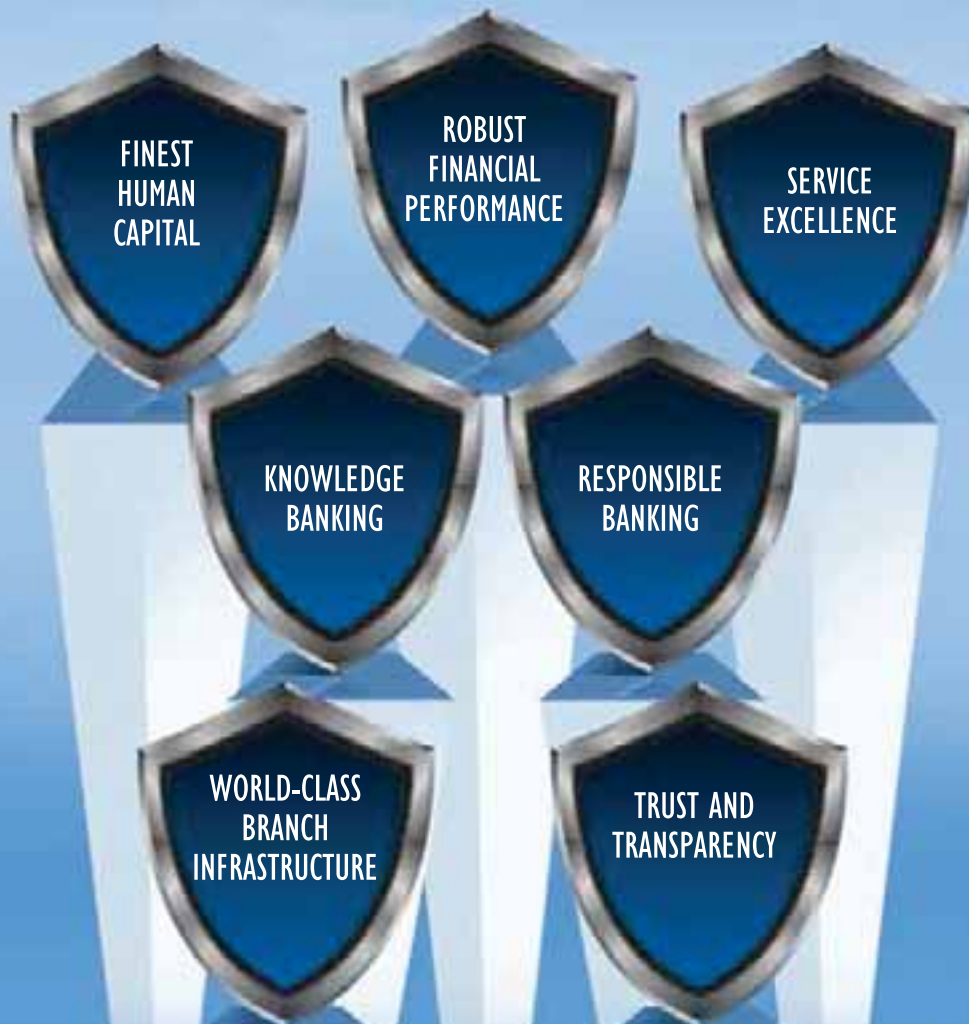 FINEST
HUMAN
CAPITAL
ROBUST
FINANCIAL
PERFORMANCE
SERVICE
EXCELLENCE
KNOWLEDGE
BANKING
RESPONSIBLE
BANKING
WORLD-CLASS
BRANCH
INFRASTRUCTURE
TRUST AND
TRANSPARENCY